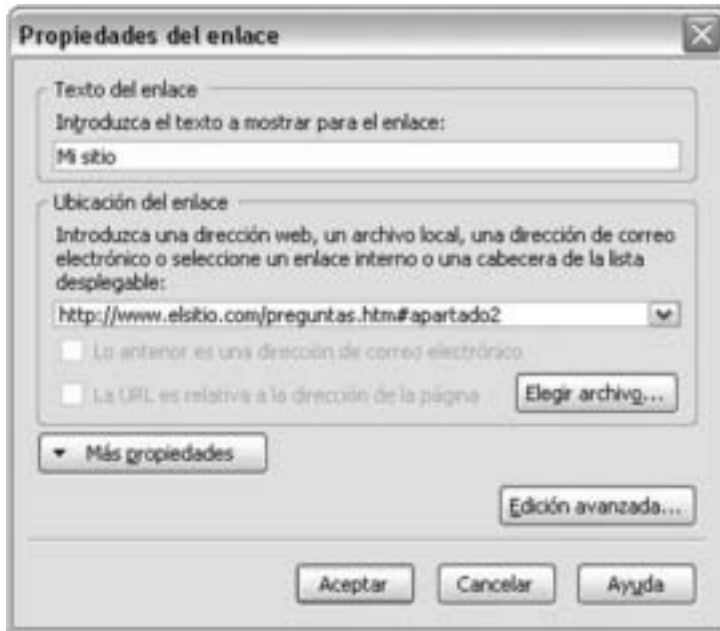 Propiedades del enlace
Texto del enlace
Introduzca el texto a mostrar para el enlace:
Mi sitio
Ubicación del enlace
Introduzca una dirección web, un archivo local, una dirección de correo
electrónico o seleccione un enlace interno o una cabecera de la lista
desplegable:
http://www.elsitio.com/preguntas.htm#apartado2
Lo anterior es una dirección de correo electrónico
La URL es relativa a la dirección de la página
Elegir archivo...
Más propiedades
Edición avanzada...
Aceptar Cancelar Ayuda